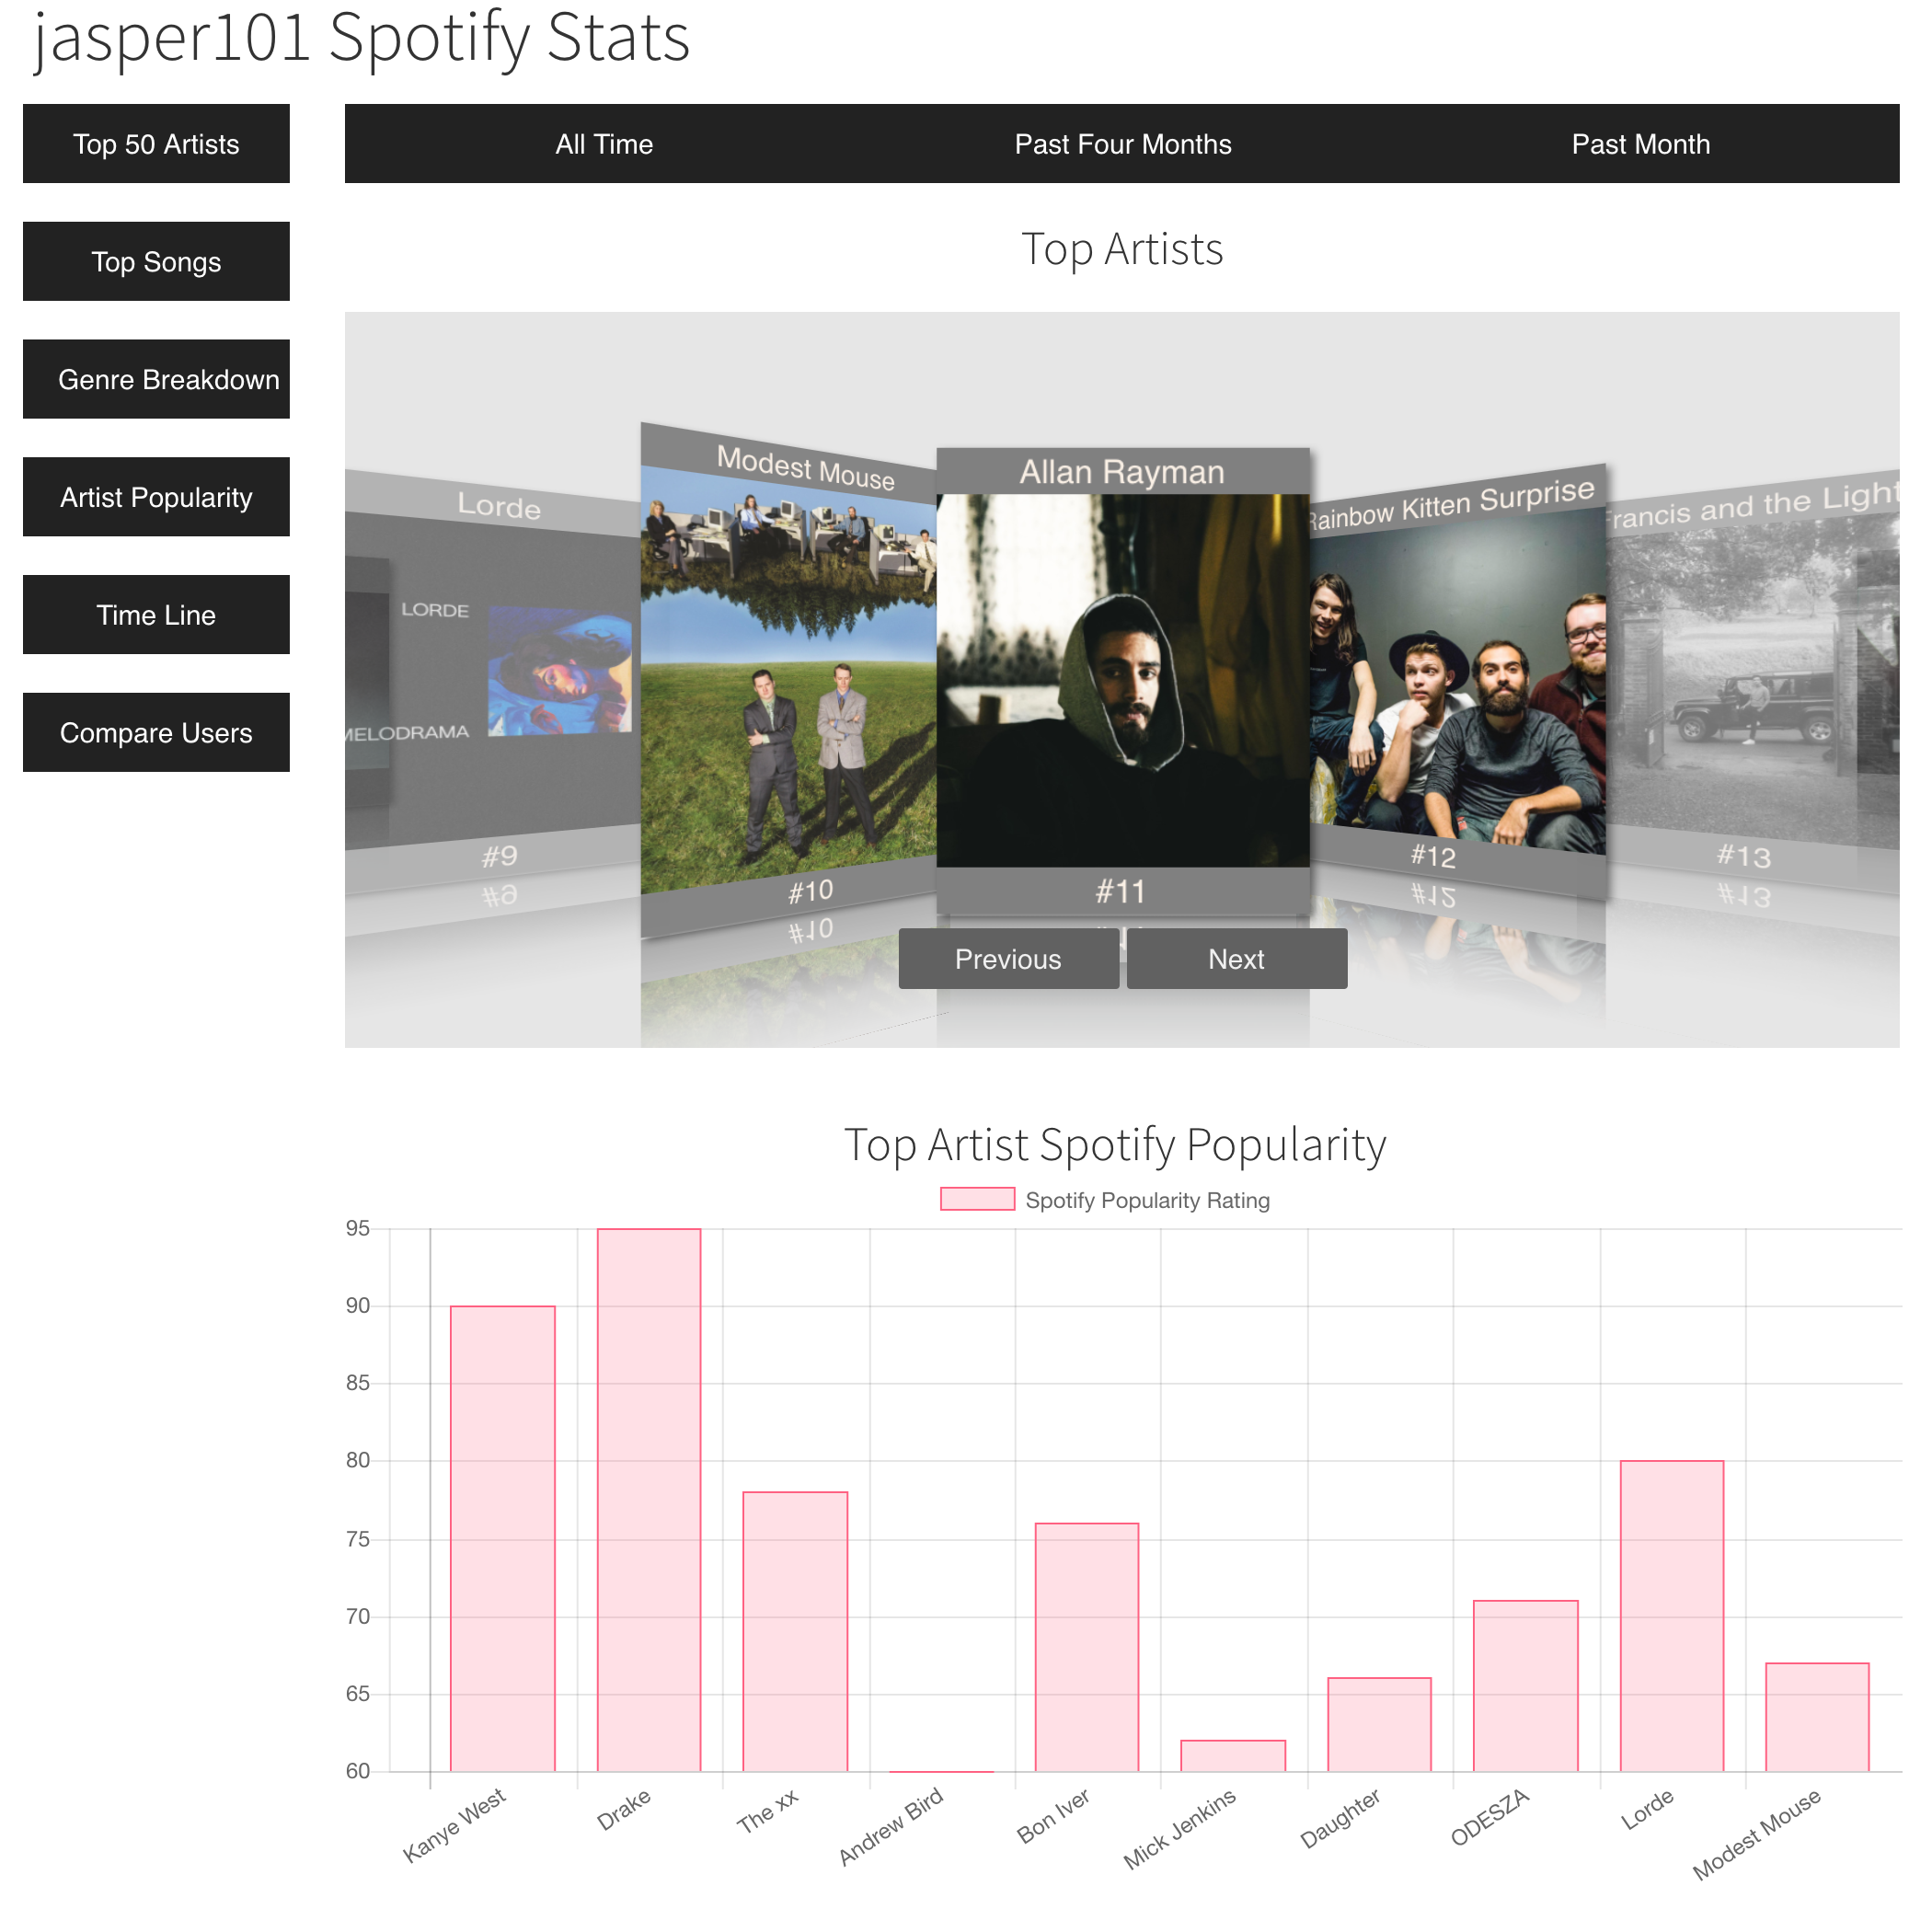 jasper101 Spotify Stats
Top 50 Artists
Top Songs
Genre Breakdown
Artist Popularity
Time Line
Compare Users
All Time Past Four Months Past Month
Top Artists
Lorde
LORDE
MELODRAMA
#9
#9
Modest Mouse
#10
#10
Allan Rayman
#11
Rainbow Kitten Surprise
#12
#12
Francis and the Light
#13
#13
Previous Next
Top Artist Spotify Popularity
Spotify Popularity Rating
95
90
85
80
75
70
65
60
Kanye West Drake The xx Andrew Bird Bon Iver Mick Jenkins Daughter ODESZA Lorde Modest Mouse